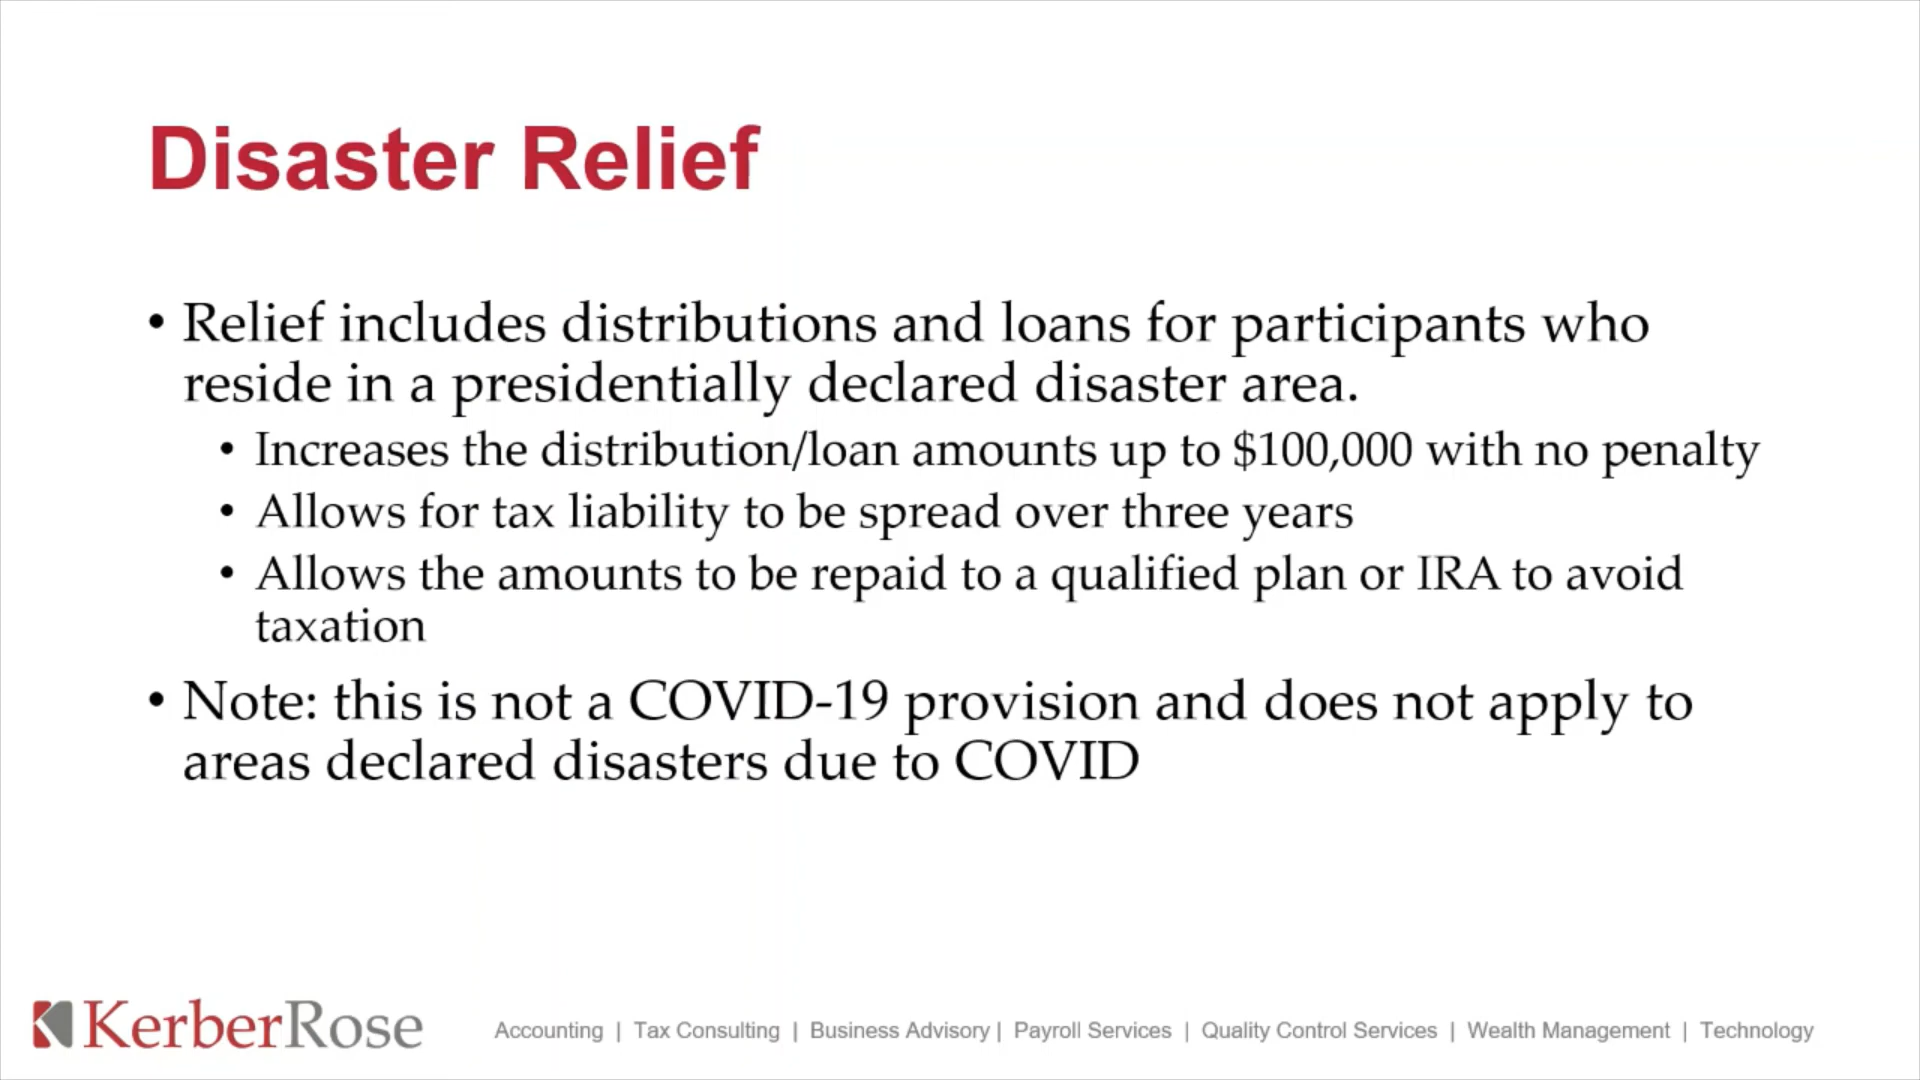 Disaster Relief
• Relief includes distributions and loans for participants who
reside in a presidentially declared disaster area.
• Increases the distribution/loan amounts up to $100,000 with no penalty
• Allows for tax liability to be spread over three years
• Allows the amounts to be repaid to a qualified plan or IRA to avoid
taxation
• Note: this is not a COVID-19 provision and does not apply to
areas declared disasters due to COVID
KerberRose
Accounting | Tax Consulting | Business Advisory | Payroll Services | Quality Control Services | Wealth Management | Technology